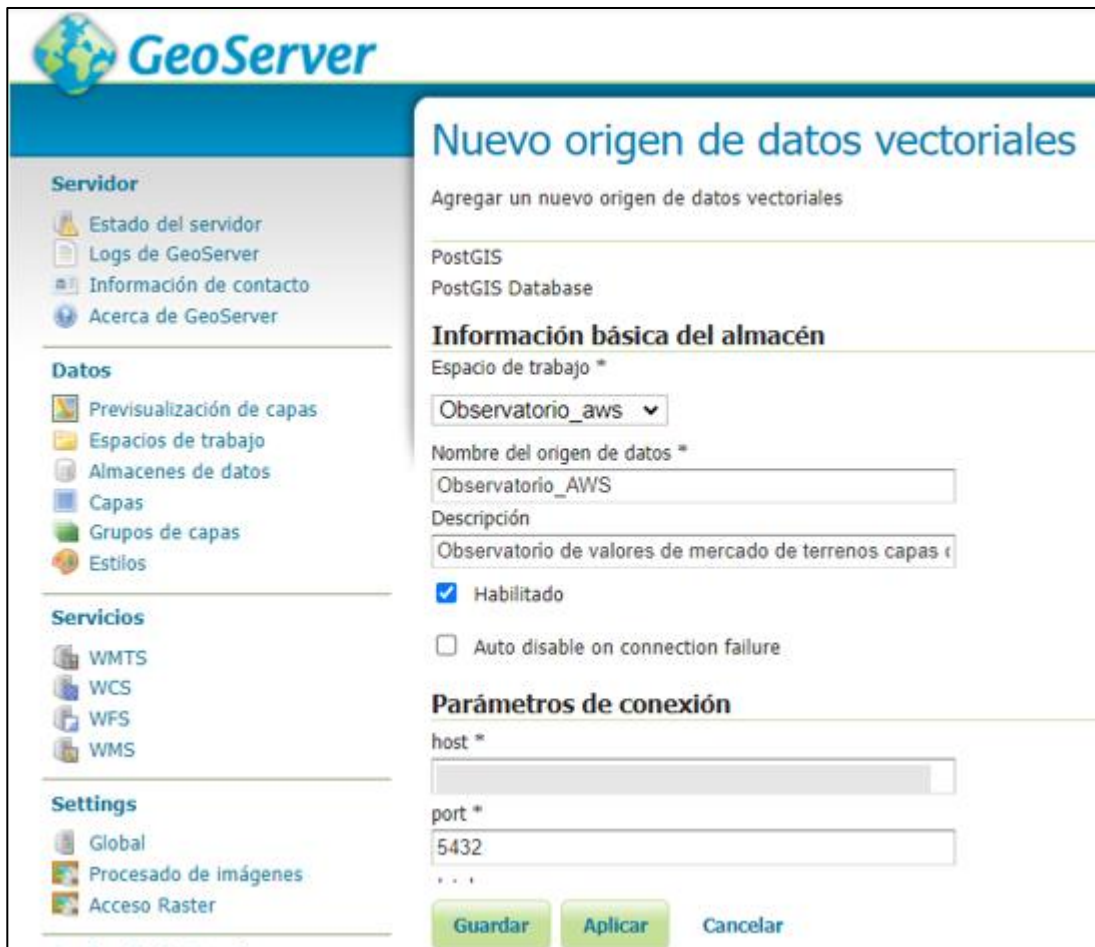 GeoServer
Nuevo origen de datos vectoriales
Agregar un nuevo origen de datos vectoriales
PostGIS
PostGIS Database
Información básica del almacén
Espacio de trabajo *
Observatorio_aws
Nombre del origen de datos *
Observatorio_AWS
Descripción
Observatorio de valores de mercado de terrenos capas
Habilitado
Auto disable on connection failure
Parámetros de conexión
host *
port *
5432
Guardar
Aplicar
Cancelar
Servidor
Estado del servidor
Logs de GeoServer
Información de contacto
Acerca de GeoServer
Datos
Previsualización de capas
Espacios de trabajo
Almacenes de datos
Capas
Grupos de capas
Estilos
Servicios
WMTS
WCS
WFS
WMS
Settings
Global
Procesado de imágenes
Acceso Raster